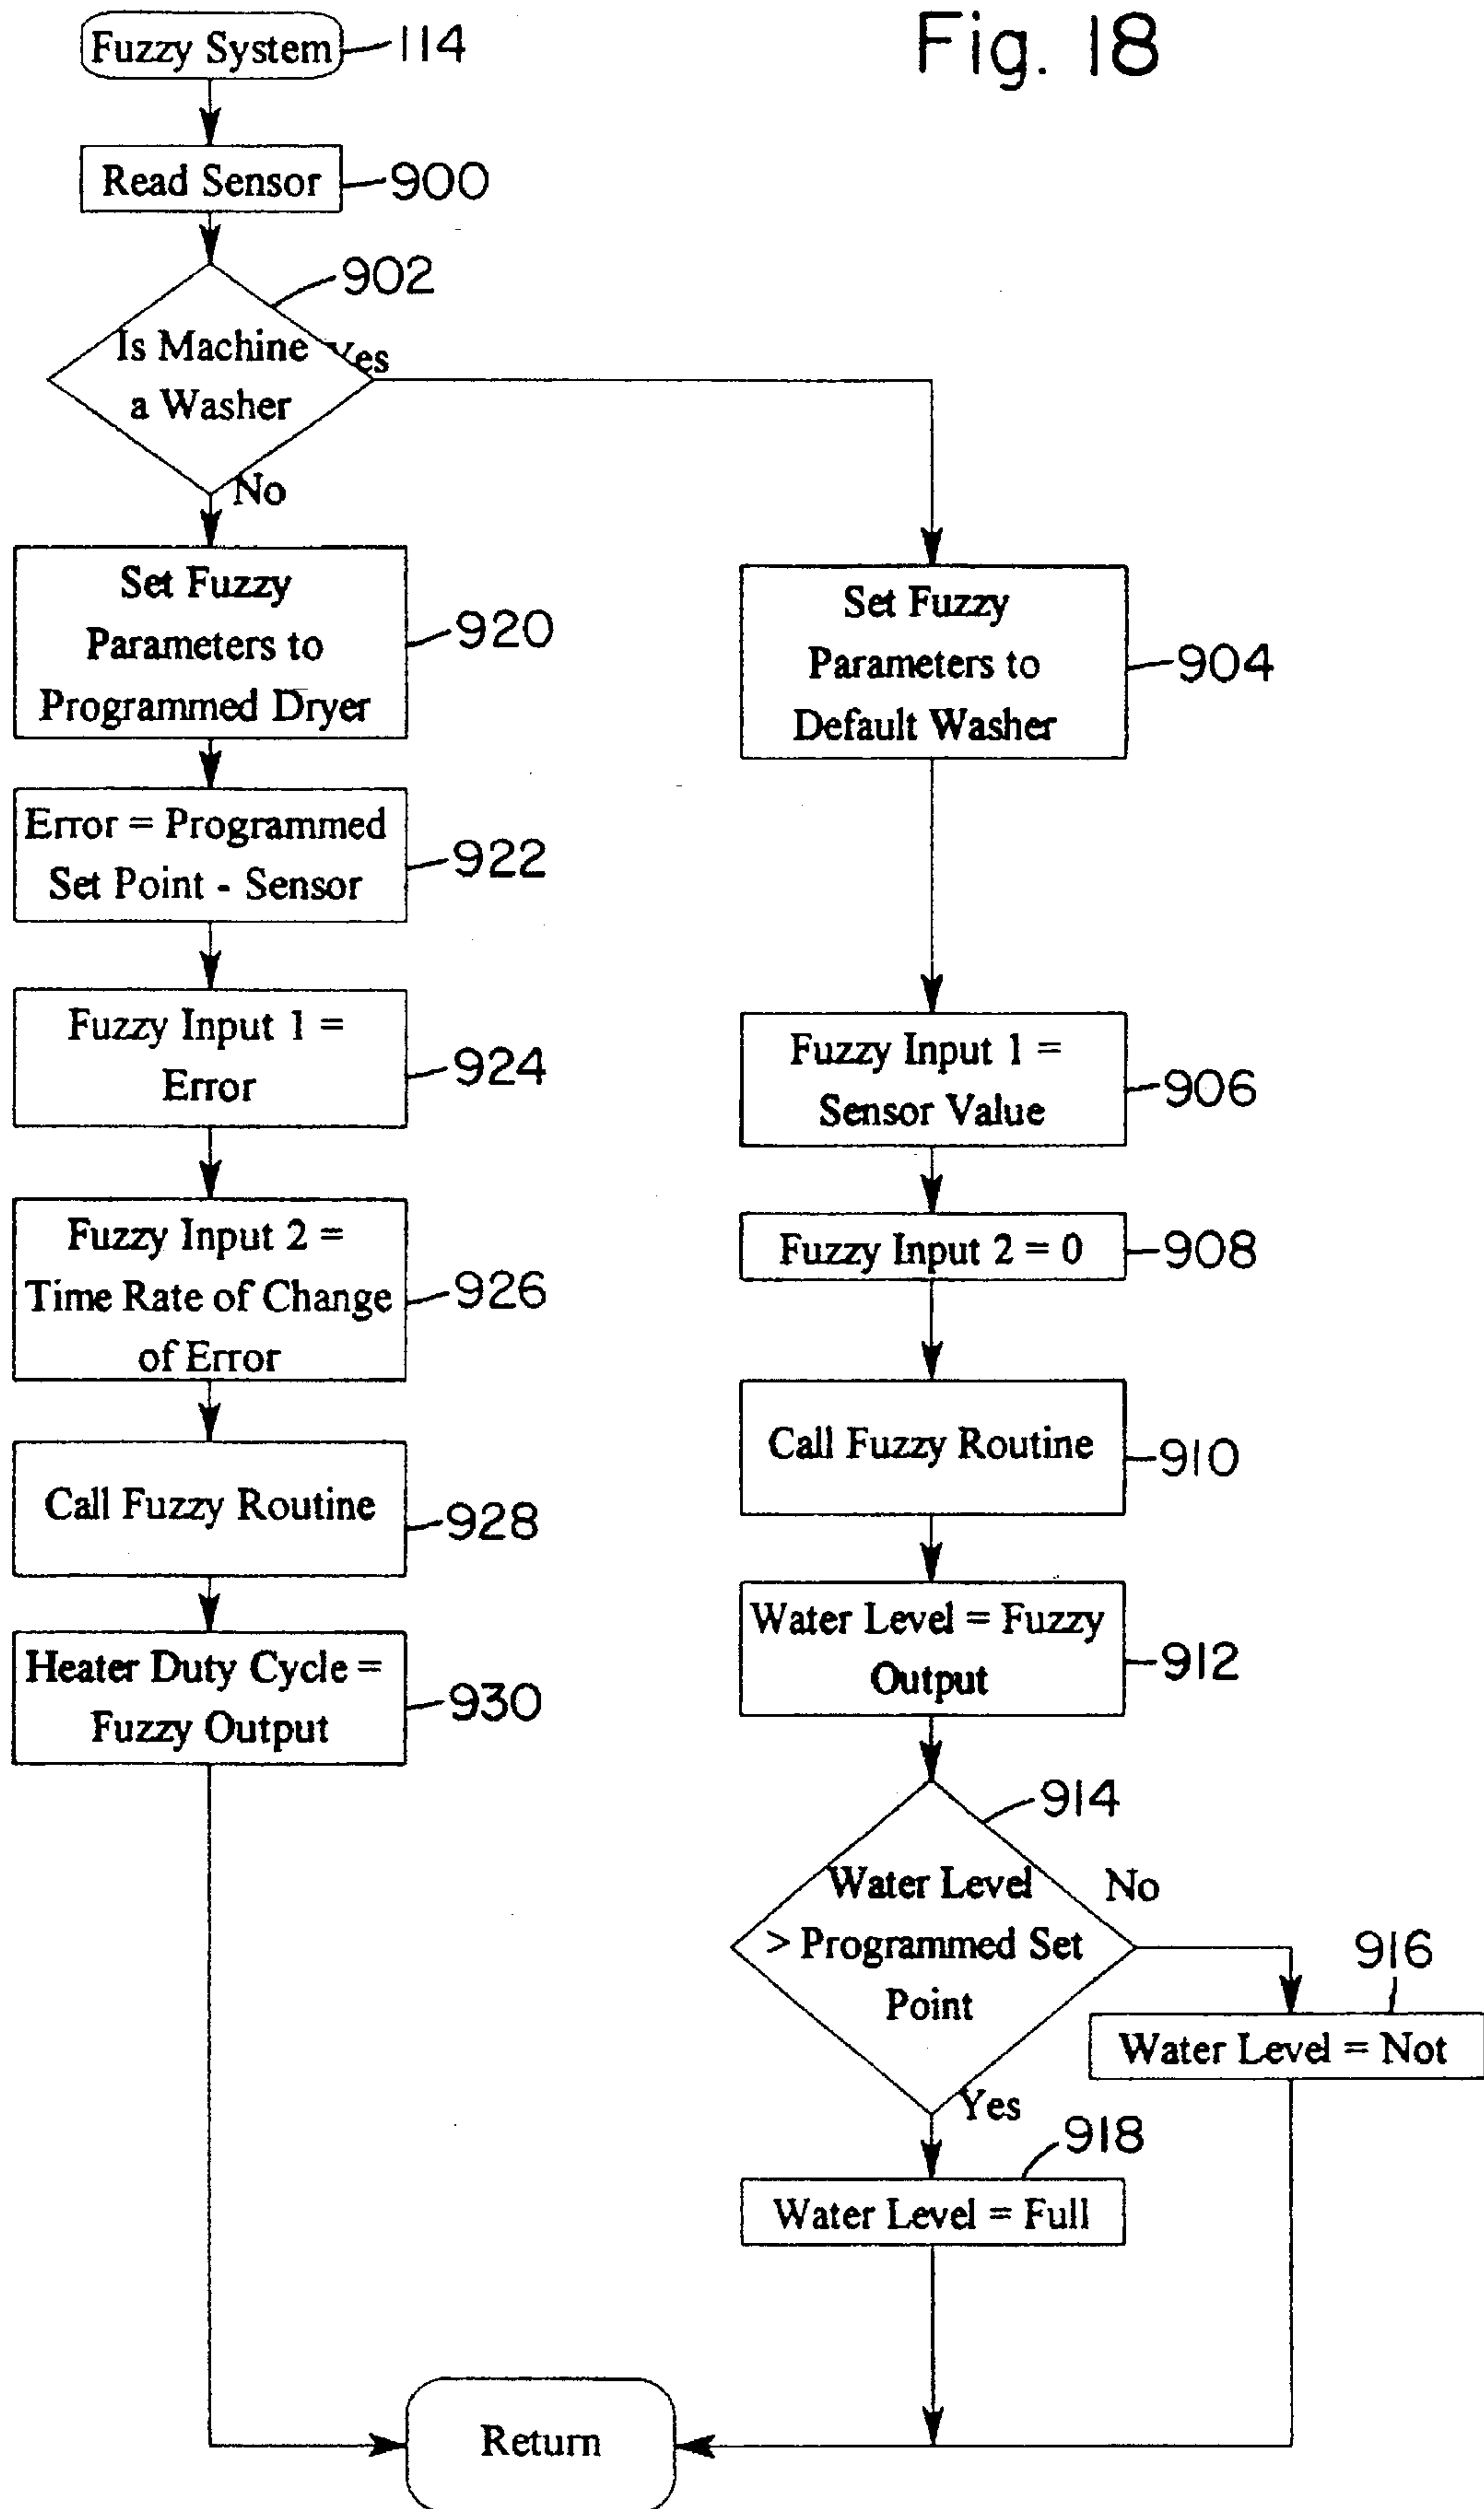 Fig. 18
Fuzzy System
114
Read Sensor
900
902
Is Machine
a Washer
Yes
No
Set Fuzzy
Parameters to
Programmed Dryer
920
Error = Programmed
Set Point - Sensor
922
Fuzzy Input 1 =
Error
924
Fuzzy Input 2 =
Time Rate of Change
of Error
926
Call Fuzzy Routine
928
Heater Duty Cycle =
Fuzzy Output
930
Set Fuzzy
Parameters to
Default Washer
904
Fuzzy Input 1 =
Sensor Value
906
Fuzzy Input 2 = 0
908
Call Fuzzy Routine
910
Water Level = Fuzzy
Output
912
914
Water Level
> Programmed Set
Point
No
916
Water Level = Not
Yes
918
Water Level = Full
Return